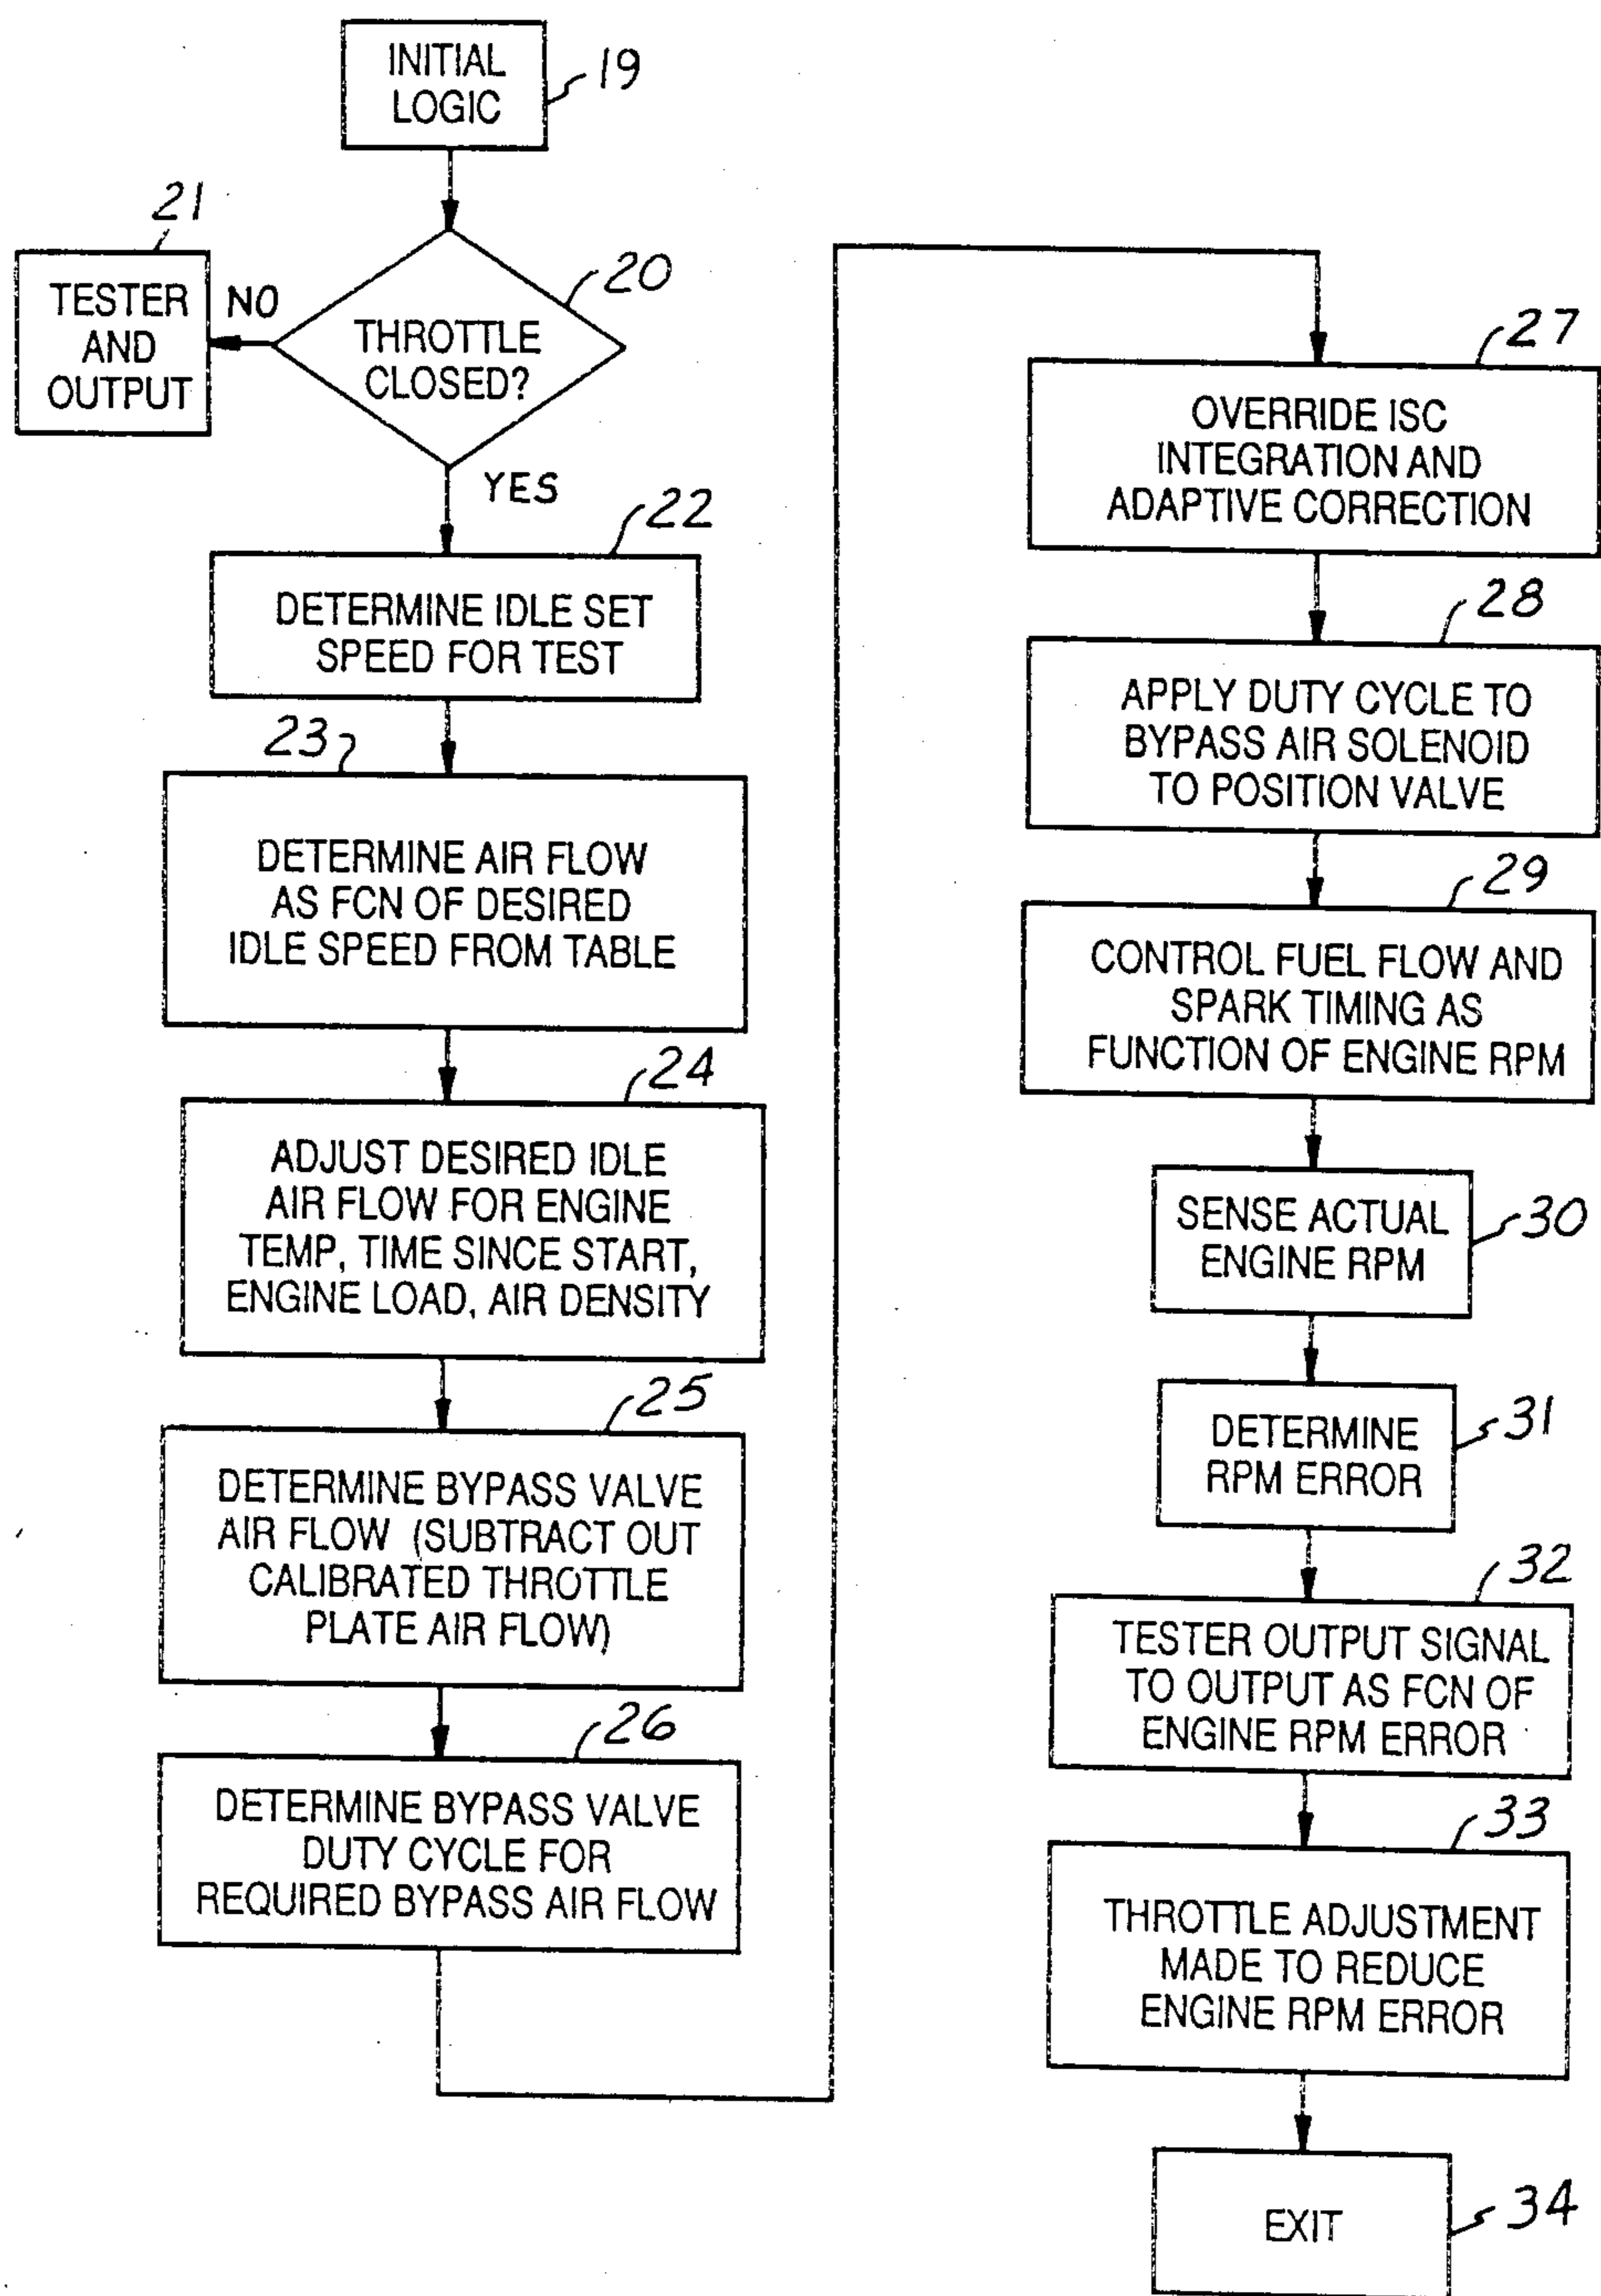 INITIAL
LOGIC
19
20
THROTTLE
CLOSED?
NO
21
TESTER
AND
OUTPUT
YES
22
DETERMINE IDLE SET
SPEED FOR TEST
23
DETERMINE AIR FLOW
AS FCN OF DESIRED
IDLE SPEED FROM TABLE
24
ADJUST DESIRED IDLE
AIR FLOW FOR ENGINE
TEMP, TIME SINCE START,
ENGINE LOAD, AIR DENSITY
25
DETERMINE BYPASS VALVE
AIR FLOW (SUBTRACT OUT
CALIBRATED THROTTLE
PLATE AIR FLOW)
26
DETERMINE BYPASS VALVE
DUTY CYCLE FOR
REQUIRED BYPASS AIR FLOW
27
OVERRIDE ISC
INTEGRATION AND
ADAPTIVE CORRECTION
28
APPLY DUTY CYCLE TO
BYPASS AIR SOLENOID
TO POSITION VALVE
29
CONTROL FUEL FLOW AND
SPARK TIMING AS
FUNCTION OF ENGINE RPM
SENSE ACTUAL
ENGINE RPM
30
DETERMINE
RPM ERROR
31
32
TESTER OUTPUT SIGNAL
TO OUTPUT AS FCN OF
ENGINE RPM ERROR
33
THROTTLE ADJUSTMENT
MADE TO REDUCE
ENGINE RPM ERROR
EXIT
34